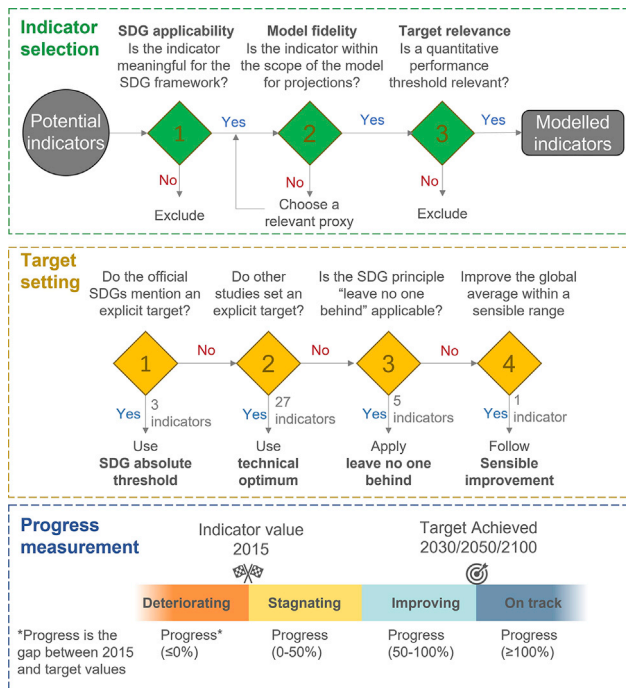 Indicator
selection
SDG applicability
Is the indicator
meaningful for the
SDG framework?
Model fidelity
Is the indicator within
the scope of the model
for projections?
Target relevance
Is a quantitative
performance
threshold relevant?
Potential
indicators
1
Yes
2
Yes
3
Yes
Modelled
indicators
No
Exclude
No
Choose a
relevant proxy
No
Exclude
Target
setting
Do the official
SDGs mention an
explicit target?
Do other
studies set an
explicit target?
Is the SDG principle
“leave no one
behind” applicable?
Improve the global
average within a
sensible range
1
No
2
No
3
No
4
Yes
3
indicators
Yes
27
indicators
Yes
5
indicators
Yes
1
indicator
Use
SDG absolute
threshold
Use
technical
optimum
Apply
leave no one
behind
Follow
Sensible
improvement
Progress
measurement
Indicator value
2015
Target Achieved
2030/2050/2100
Deteriorating
Stagnating
Improving
On track
*Progress is the
gap between 2015
and target values
Progress*
(≤0%)
Progress
(0-50%)
Progress
(50-100%)
Progress
(≥100%)